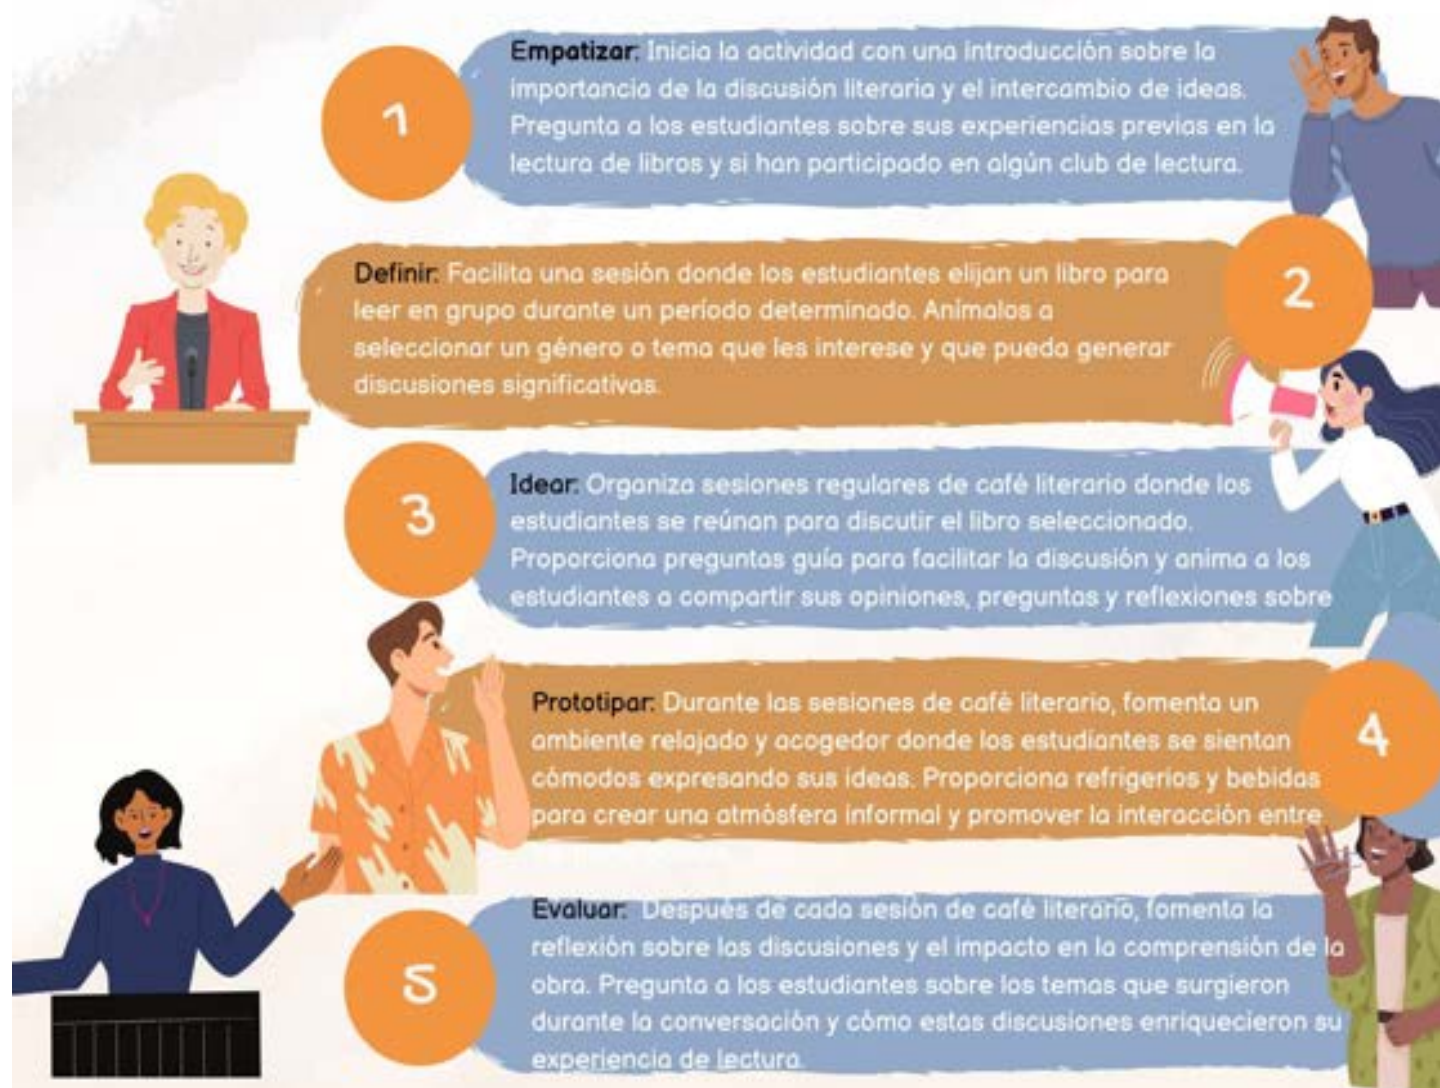 1
Empatizar: Inicia la actividad con una introducción sobre la
importancia de la discusión literaria y el intercambio de ideas.
Pregunta a los estudiantes sobre sus experiencias previas en la
lectura de libros y si han participado en algún club de lectura.
2
Definir: Facilita una sesión donde los estudiantes elijan un libro para
leer en grupo durante un período determinado. Anímalos a
seleccionar un género o tema que les interese y que pueda generar
discusiones significativas.
3
Idear: Organiza sesiones regulares de café literario donde los
estudiantes se reúnan para discutir el libro seleccionado.
Proporciona preguntas guía para facilitar la discusión y anima a los
estudiantes a compartir sus opiniones, preguntas y reflexiones sobre
4
Prototipar: Durante las sesiones de café literario, fomenta un
ambiente relajado y acogedor donde los estudiantes se sientan
cómodos expresando sus ideas. Proporciona refrigerios y bebidas
para crear una atmósfera informal y promover la interacción entre
5
Evaluar: Después de cada sesión de café literario, fomenta la
reflexión sobre las discusiones y el impacto en la comprensión de la
obra. Pregunta a los estudiantes sobre los temas que surgieron
durante la conversación y cómo estas discusiones enriquecieron su
experiencia de lectura.